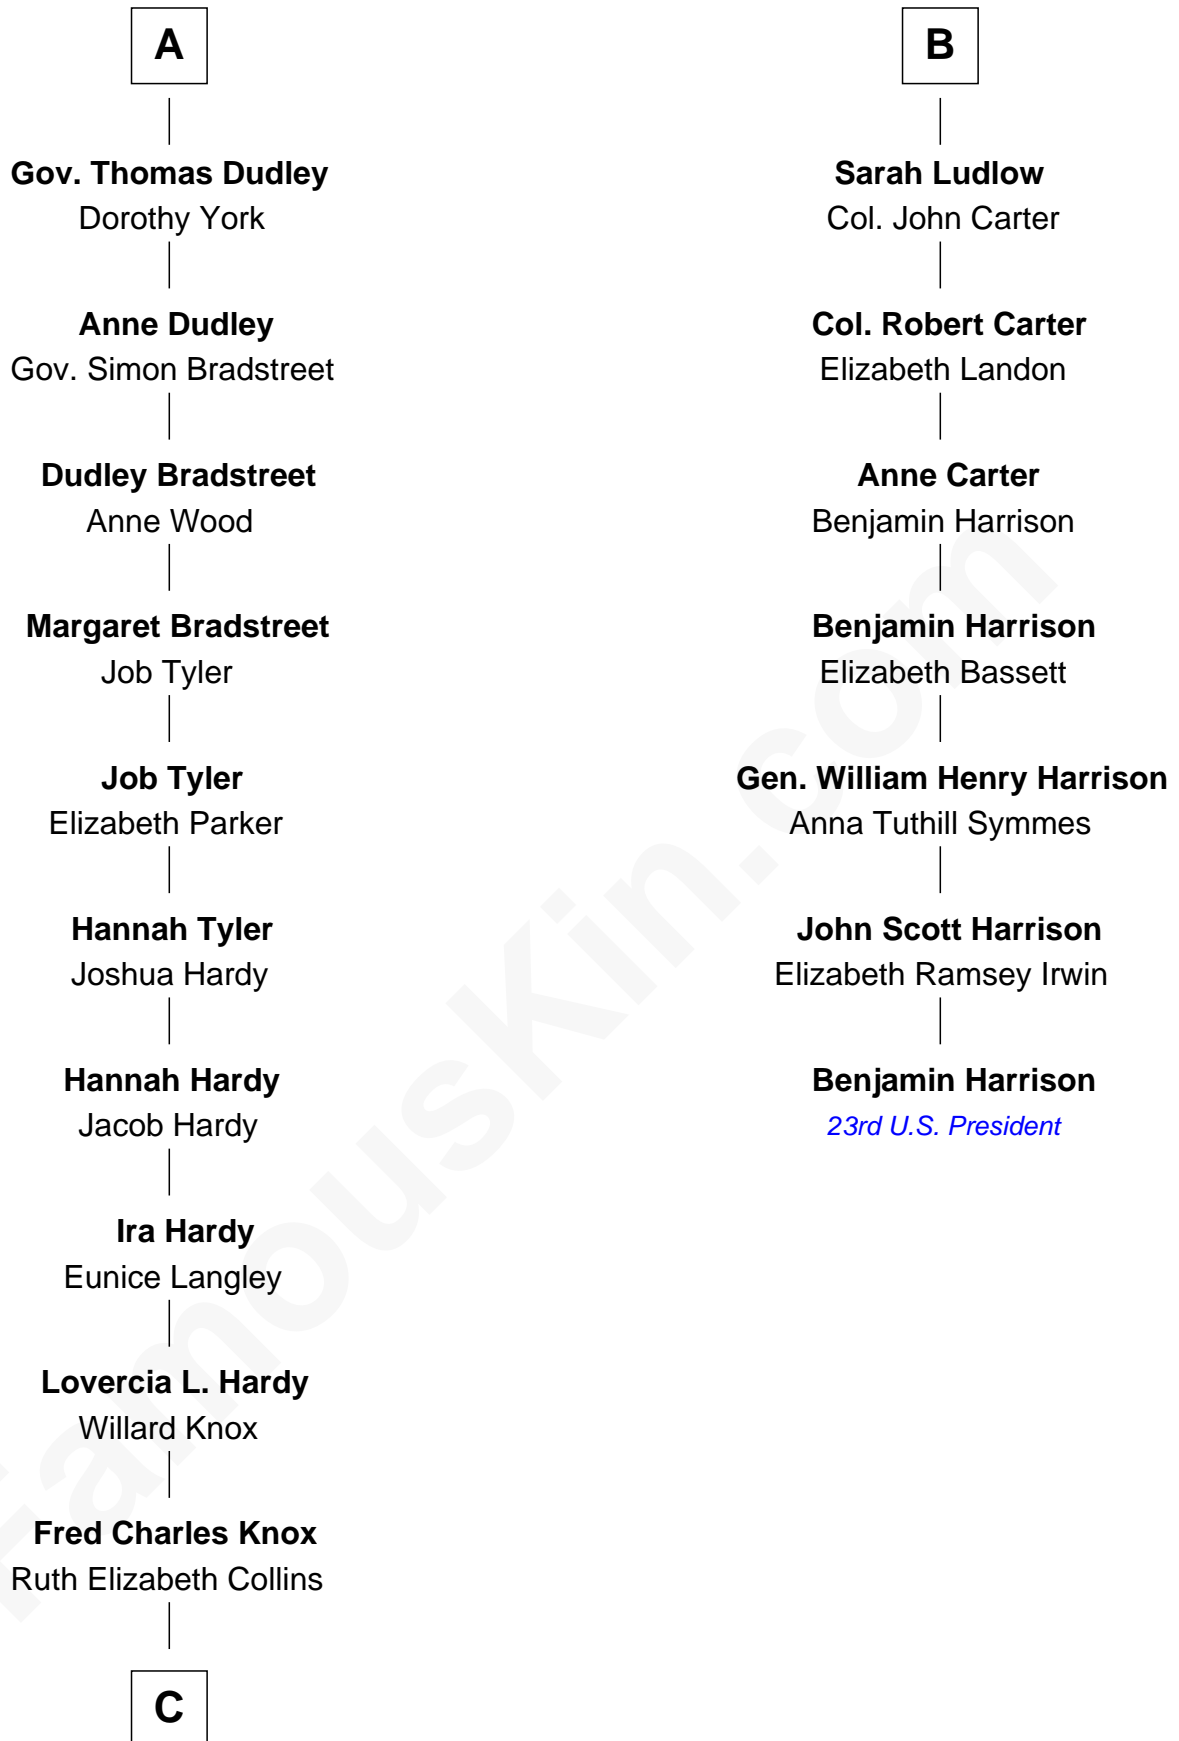 A
Gov. Thomas Dudley
Dorothy York
Anne Dudley
Gov. Simon Bradstreet
Dudley Bradstreet
Anne Wood
Margaret Bradstreet
Job Tyler
Job Tyler
Elizabeth Parker
Hannah Tyler
Joshua Hardy
Hannah Hardy
Jacob Hardy
Ira Hardy
Eunice Langley
Lovercia L. Hardy
Willard Knox
Fred Charles Knox
Ruth Elizabeth Collins
C
B
Sarah Ludlow
Col. John Carter
Col. Robert Carter
Elizabeth Landon
Anne Carter
Benjamin Harrison
Benjamin Harrison
Elizabeth Bassett
Gen. William Henry Harrison
Anna Tuthill Symmes
John Scott Harrison
Elizabeth Ramsey Irwin
Benjamin Harrison
23rd U.S. President
FamousKin.com